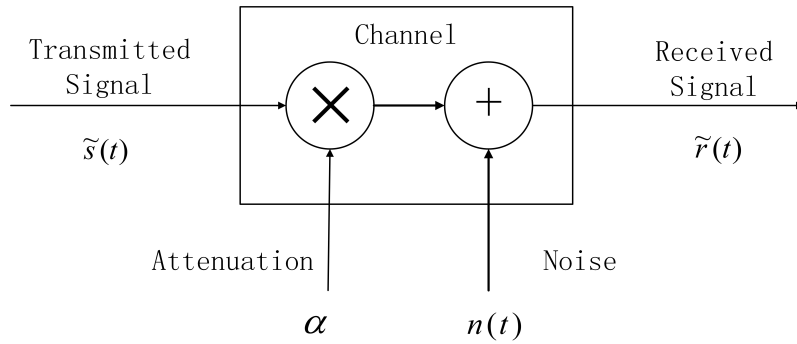 Transmitted
Signal
Channel
Received
Signal
×
+
s̃(t)
r̃(t)
Attenuation
Noise
α
n(t)